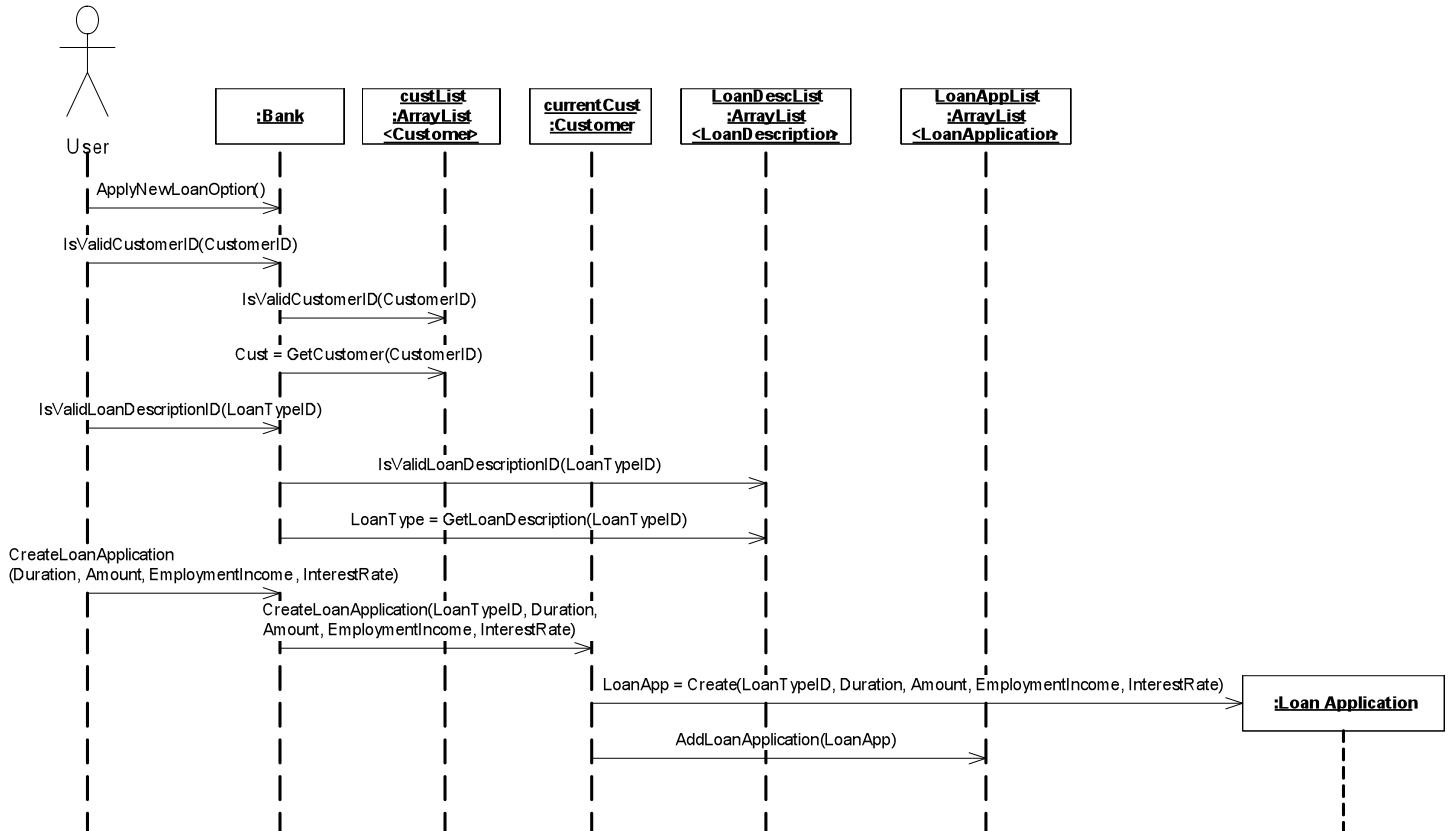 User
:Bank
custList
:ArrayList
<Customer>
currentCust
:Customer
LoanDescList
:ArrayList
<LoanDescription>
LoanAppList
:ArrayList
<LoanApplication>
ApplyNewLoanOption()
IsValidCustomerID(CustomerID)
IsValidCustomerID(CustomerID)
Cust = GetCustomer(CustomerID)
IsValidLoanDescriptionID(LoanTypeID)
IsValidLoanDescriptionID(LoanTypeID)
LoanType = GetLoanDescription(LoanTypeID)
CreateLoanApplication
(Duration, Amount, EmploymentIncome, InterestRate)
CreateLoanApplication(LoanTypeID, Duration,
Amount, EmploymentIncome, InterestRate)
LoanApp = Create(LoanTypeID, Duration, Amount, EmploymentIncome, InterestRate)
:Loan Application
AddLoanApplication(LoanApp)